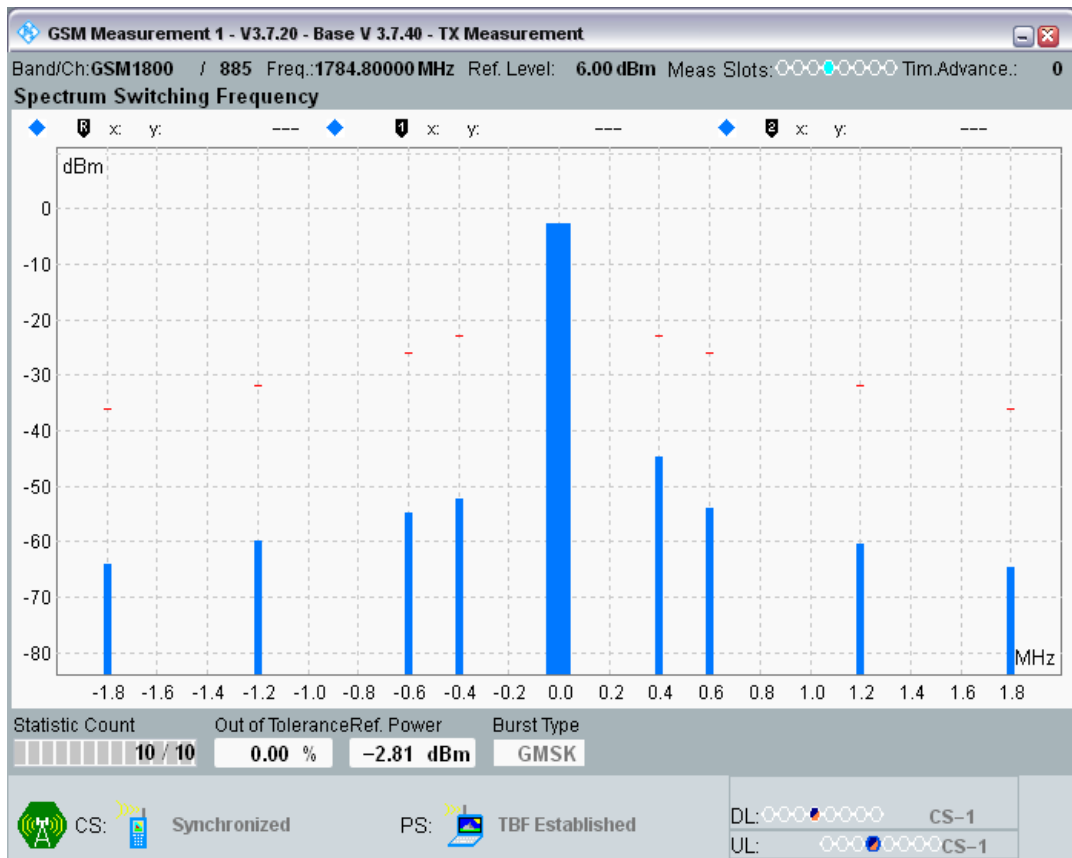 GSM Measurement 1 - V3.7.20 - Base V 3.7.40 - TX Measurement
Band/Ch:GSM1800 / 885 Freq.:1784.80000 MHz Ref. Level: 6.00 dBm Meas Slots: Tim.Advance.: 0
Spectrum Switching Frequency
R x: y: --- 1 x: y: --- 2 x: y: ---
dBm
0
-10
-20
-30
-40
-50
-60
-70
-80
MHz
-1.8 -1.6 -1.4 -1.2 -1.0 -0.8 -0.6 -0.4 -0.2 0.0 0.2 0.4 0.6 0.8 1.0 1.2 1.4 1.6 1.8
Statistic Count Out of Tolerance Ref. Power Burst Type
10 / 10 0.00 % −2.81 dBm GMSK
CS: Synchronized PS: TBF Established
DL: CS−1
UL: CS−1